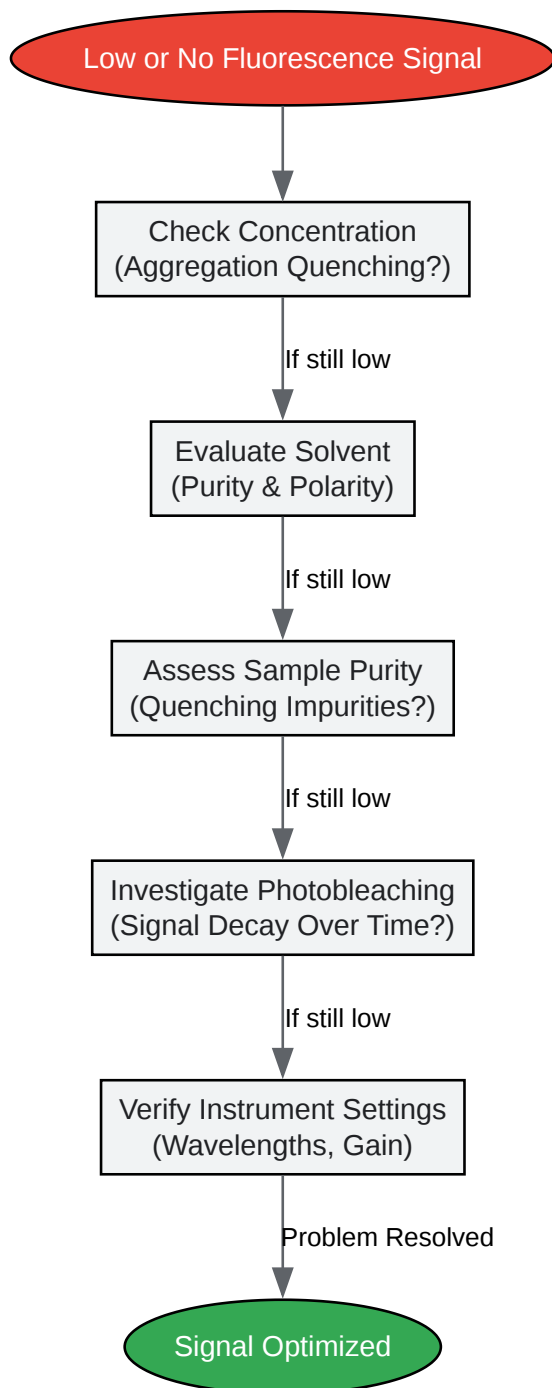 Low or No Fluorescence Signal
Check Concentration
(Aggregation Quenching?)
If still low
Evaluate Solvent
(Purity & Polarity)
If still low
Assess Sample Purity
(Quenching Impurities?)
If still low
Investigate Photobleaching
(Signal Decay Over Time?)
If still low
Verify Instrument Settings
(Wavelengths, Gain)
Problem Resolved
Signal Optimized